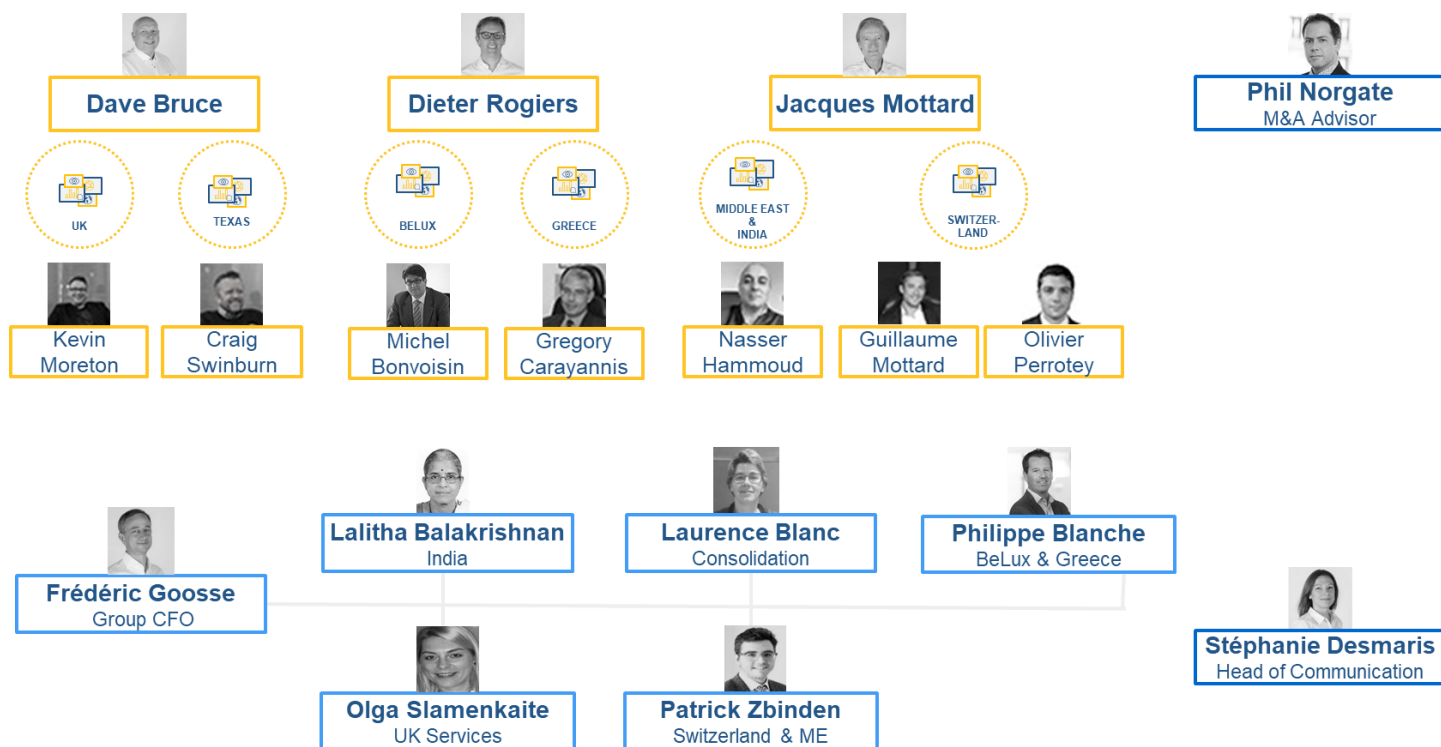 Dave Bruce
Dieter Rogiers
Jacques Mottard
Phil Norgate
M&A Advisor
UK
TEXAS
BELUX
GREECE
MIDDLE EAST
&
INDIA
SWITZER-
LAND
Kevin
Moreton
Craig
Swinburn
Michel
Bonvoisin
Gregory
Carayannis
Nasser
Hammoud
Guillaume
Mottard
Olivier
Perrotey
Lalitha Balakrishnan
India
Laurence Blanc
Consolidation
Philippe Blanche
BeLux & Greece
Frédéric Goosse
Group CFO
Stéphanie Desmaris
Head of Communication
Olga Slamenkaite
UK Services
Patrick Zbinden
Switzerland & ME